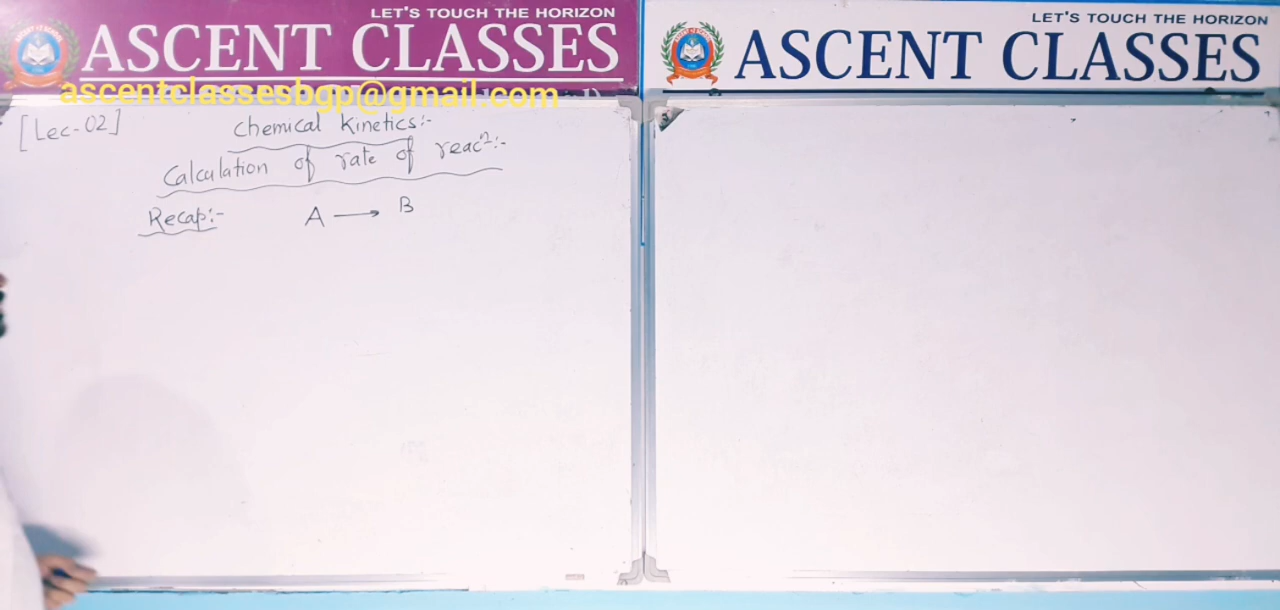 LET'S TOUCH THE HORIZON
ASCENT CLASSES
ascentclassesbgp@gmail.com
[Lec-02]
Chemical Kinetics:-
Calculation of rate of reacⁿ:-
Recap:-
A → B
LET'S TOUCH THE HORIZON
ASCENT CLASSES